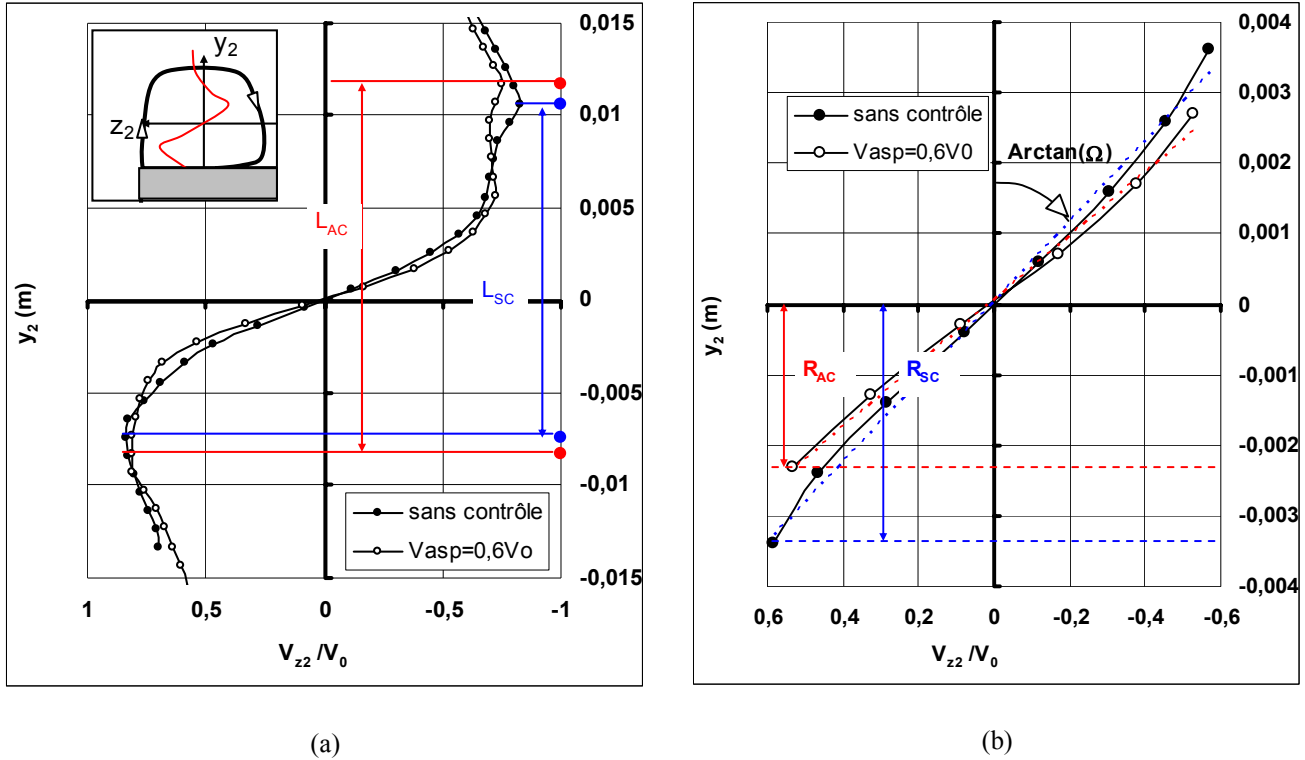 y2
z2
LAC
LSC
sans contrôle
Vasp=0,6Vo
0,015
0,01
0,005
0
-0,005
-0,01
-0,015
1
0,5
0
-0,5
-1
y2 (m)
Vz2 /V0
(a)
sans contrôle
Vasp=0,6V0
Arctan(Ω)
RAC
RSC
0,004
0,003
0,002
0,001
0
-0,001
-0,002
-0,003
-0,004
0,6
0,4
0,2
0
-0,2
-0,4
-0,6
y2 (m)
Vz2 /V0
(b)